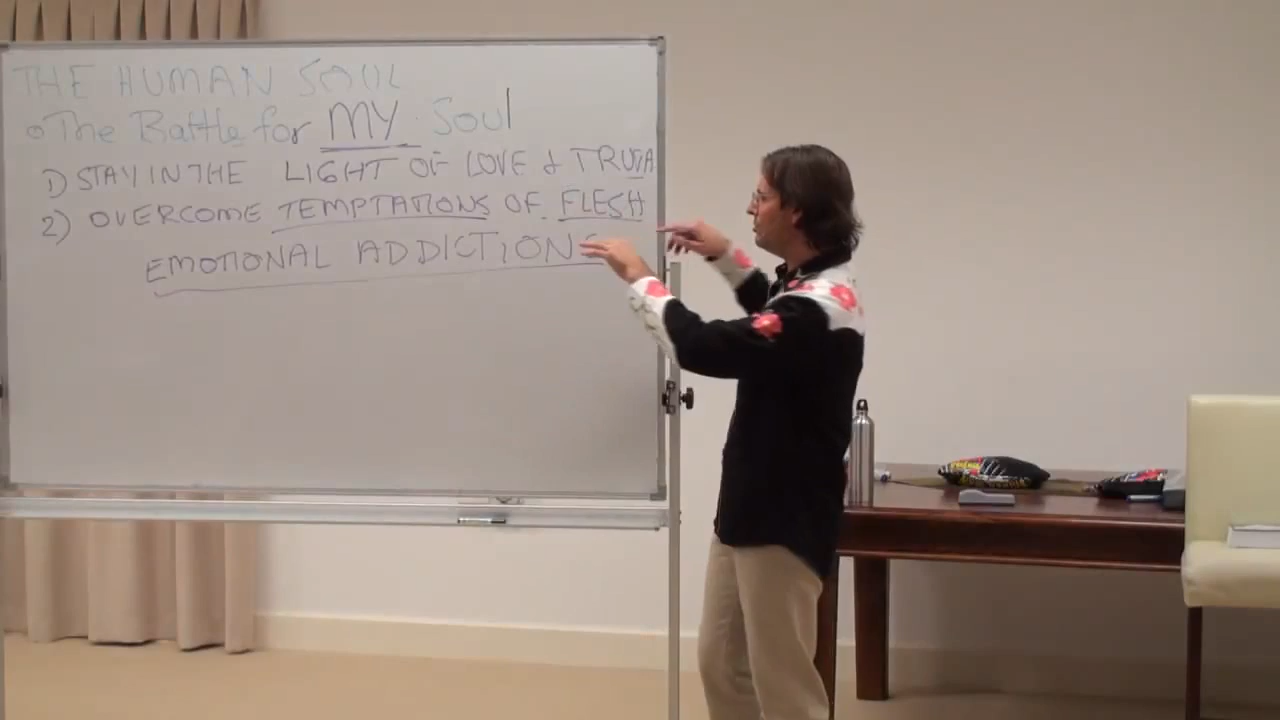 THE HUMAN SOUL
o The Battle for MY Soul
1) STAY IN THE LIGHT OF LOVE & TRUTH
2) OVERCOME TEMPTATIONS OF FLESH
EMOTIONAL ADDICTIONS